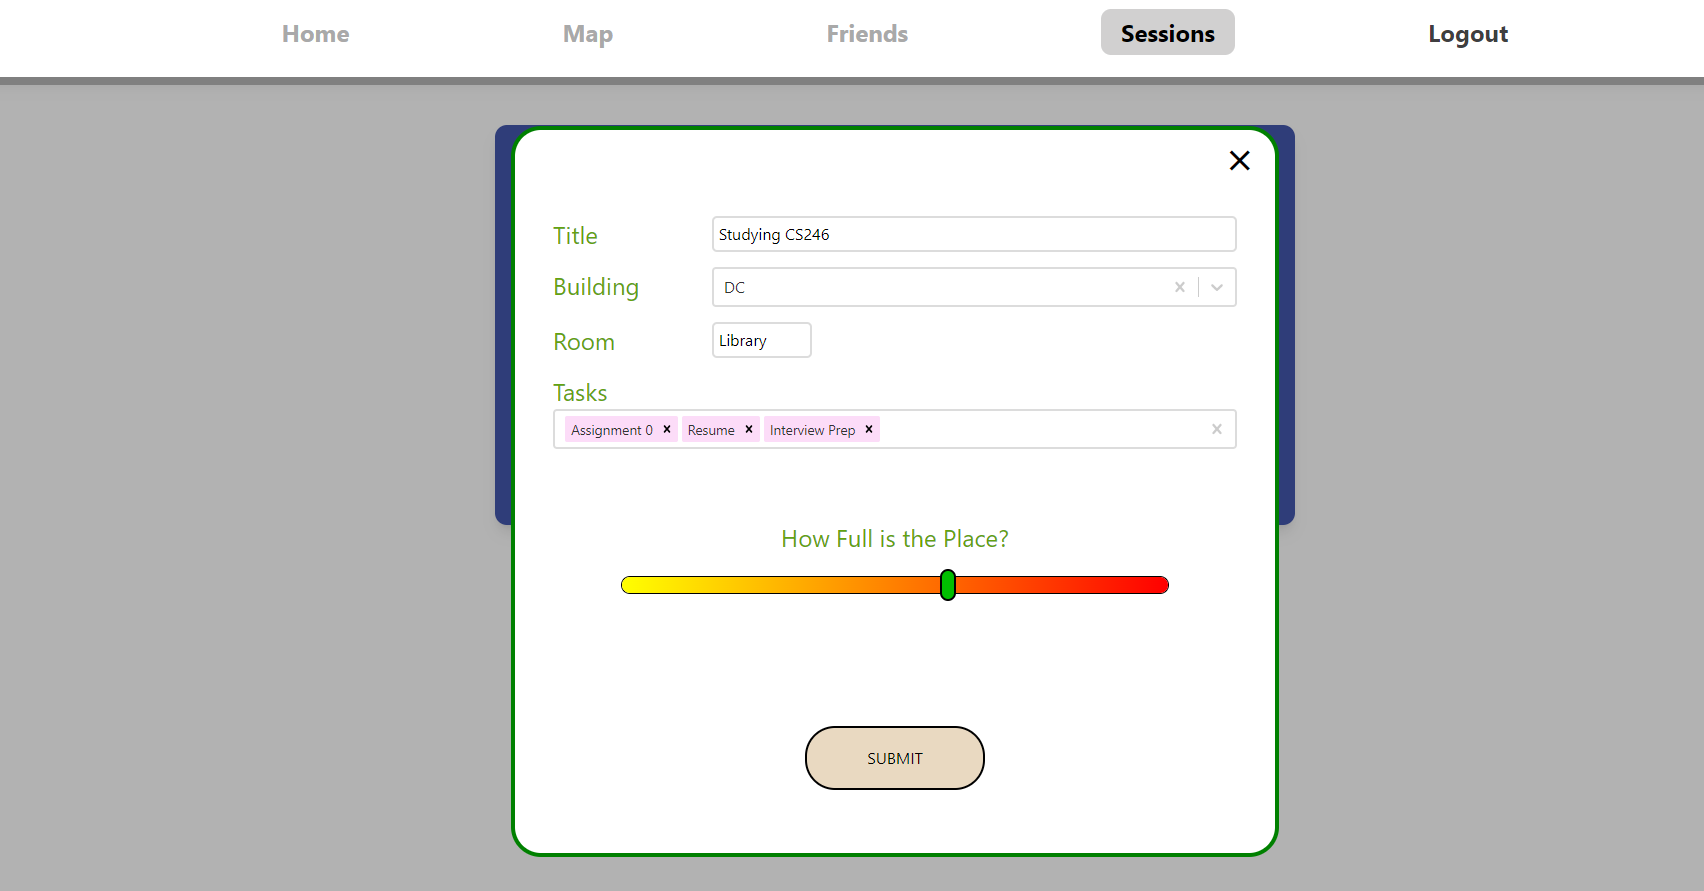 Home Map Friends Sessions Logout
Title Studying CS246
Building DC
Room Library
Tasks
Assignment 0 Resume Interview Prep
How Full is the Place?
SUBMIT